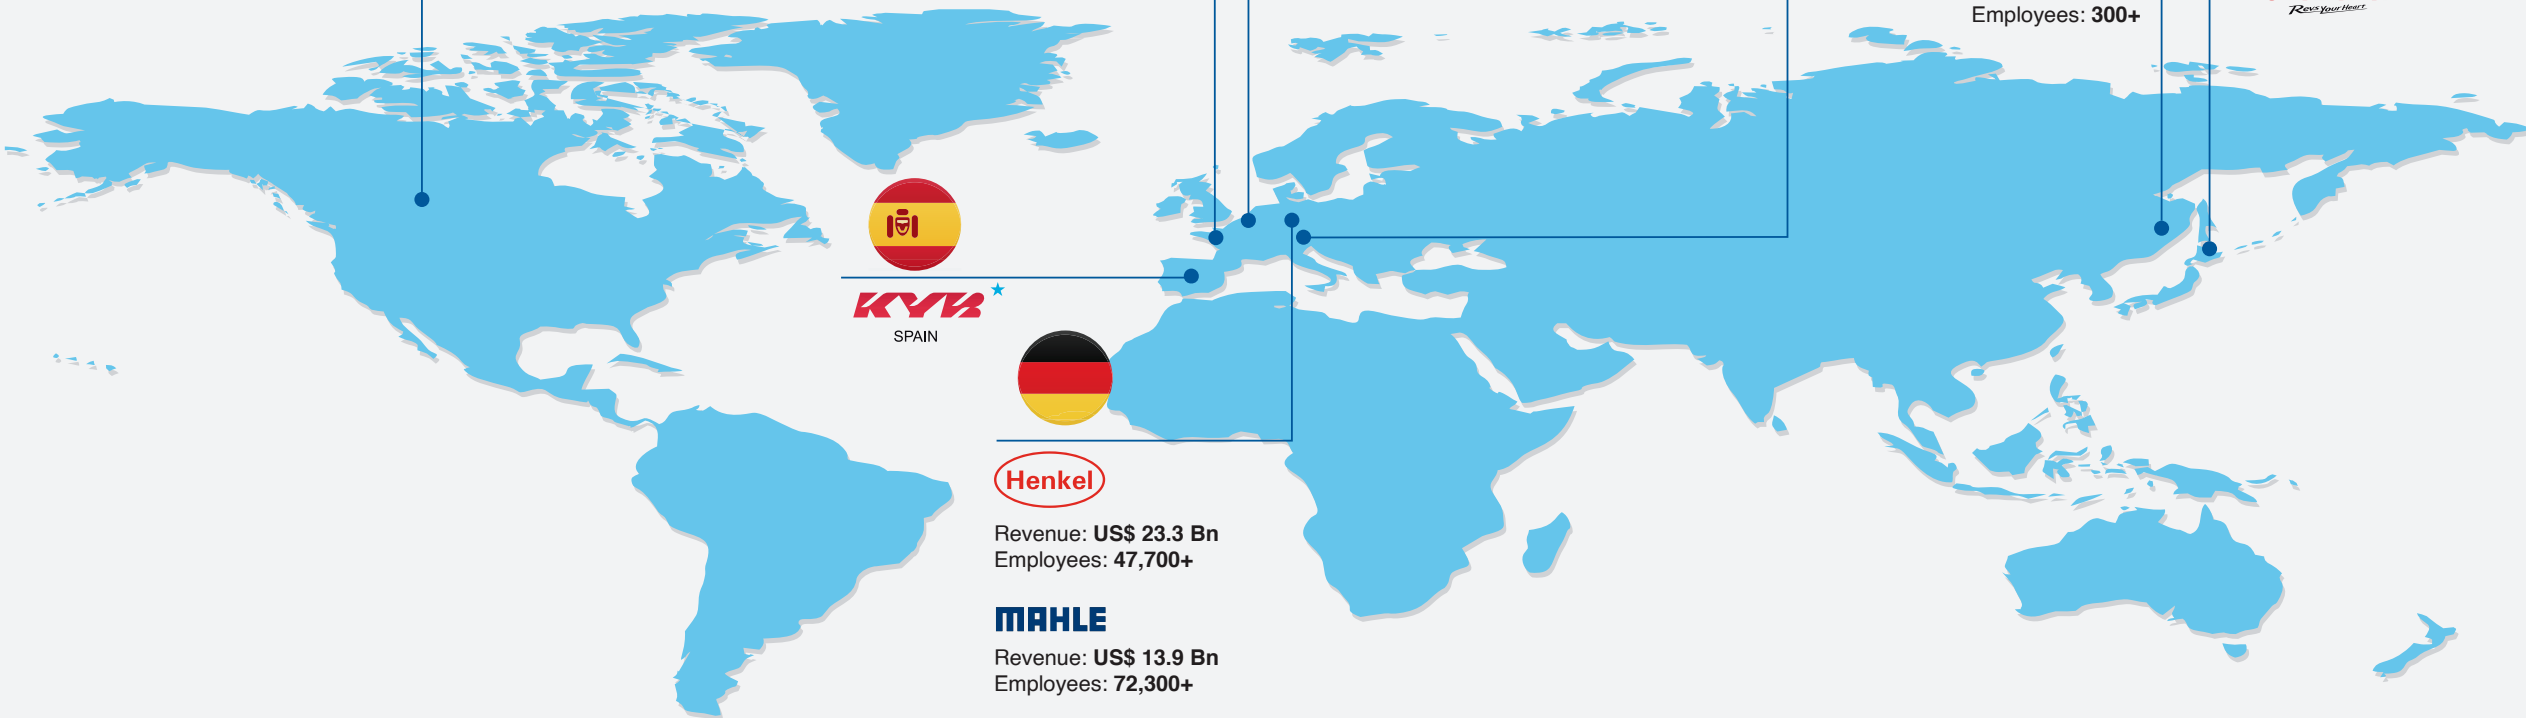 Employees: 300+
Revs Your Heart
KYB
SPAIN
Henkel
Revenue: US$ 23.3 Bn
Employees: 47,700+
MAHLE
Revenue: US$ 13.9 Bn
Employees: 72,300+